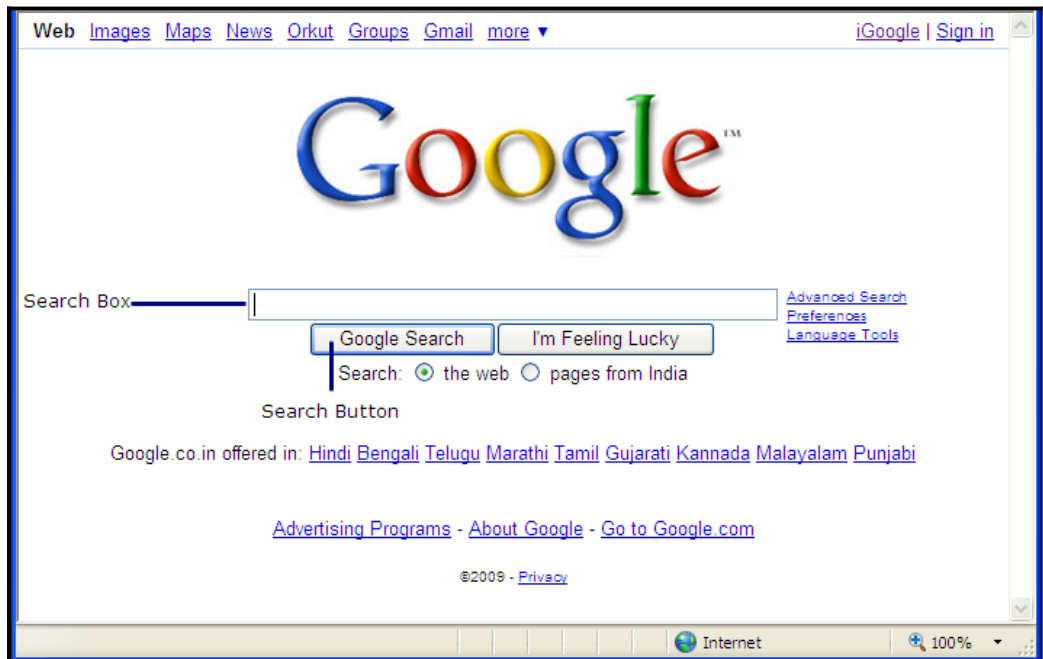 Web Images Maps News Orkut Groups Gmail more ▼ iGoogle | Sign in
Google™
Search Box
Advanced Search
Preferences
Language Tools
Google Search I'm Feeling Lucky
Search: the web pages from India
Search Button
Google.co.in offered in: Hindi Bengali Telugu Marathi Tamil Gujarati Kannada Malayalam Punjabi
Advertising Programs - About Google - Go to Google.com
©2009 - Privacy
Internet 100%